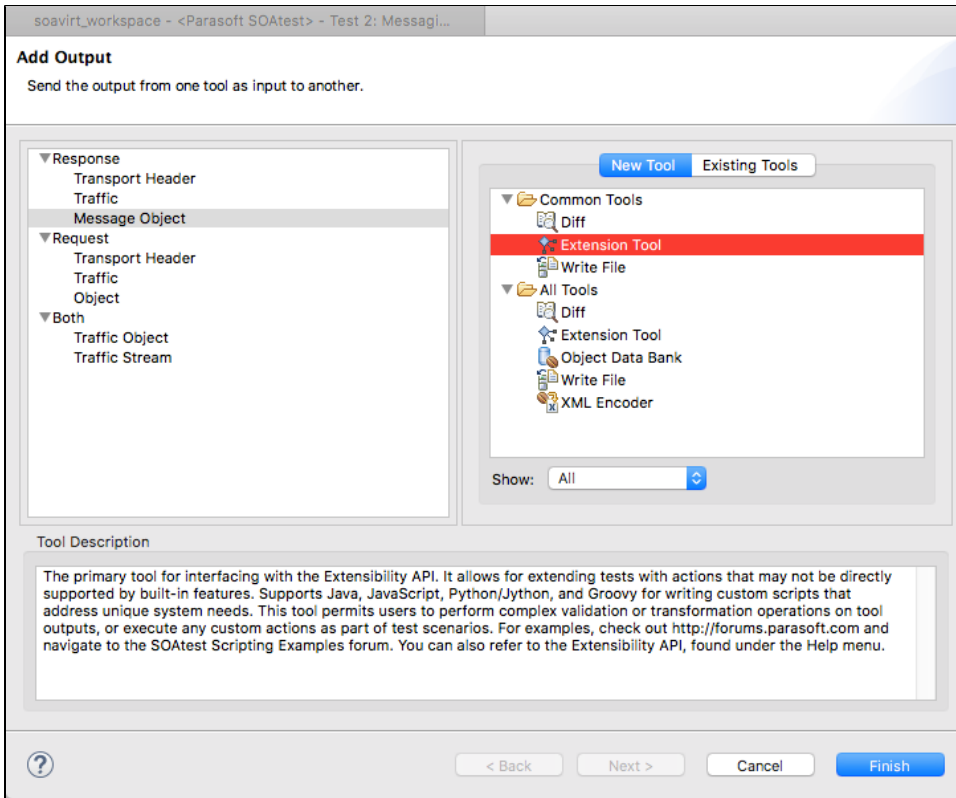 soavirt_workspace - <Parasoft SOAtest> - Test 2: Messagi...
Add Output
Send the output from one tool as input to another.
Response
Transport Header
Traffic
Message Object
Request
Transport Header
Traffic
Object
Both
Traffic Object
Traffic Stream
New Tool Existing Tools
Common Tools
Diff
Extension Tool
Write File
All Tools
Diff
Extension Tool
Object Data Bank
Write File
XML Encoder
Show: All
Tool Description
The primary tool for interfacing with the Extensibility API. It allows for extending tests with actions that may not be directly
supported by built-in features. Supports Java, JavaScript, Python/Jython, and Groovy for writing custom scripts that
address unique system needs. This tool permits users to perform complex validation or transformation operations on tool
outputs, or execute any custom actions as part of test scenarios. For examples, check out http://forums.parasoft.com and
navigate to the SOAtest Scripting Examples forum. You can also refer to the Extensibility API, found under the Help menu.
? < Back Next > Cancel Finish